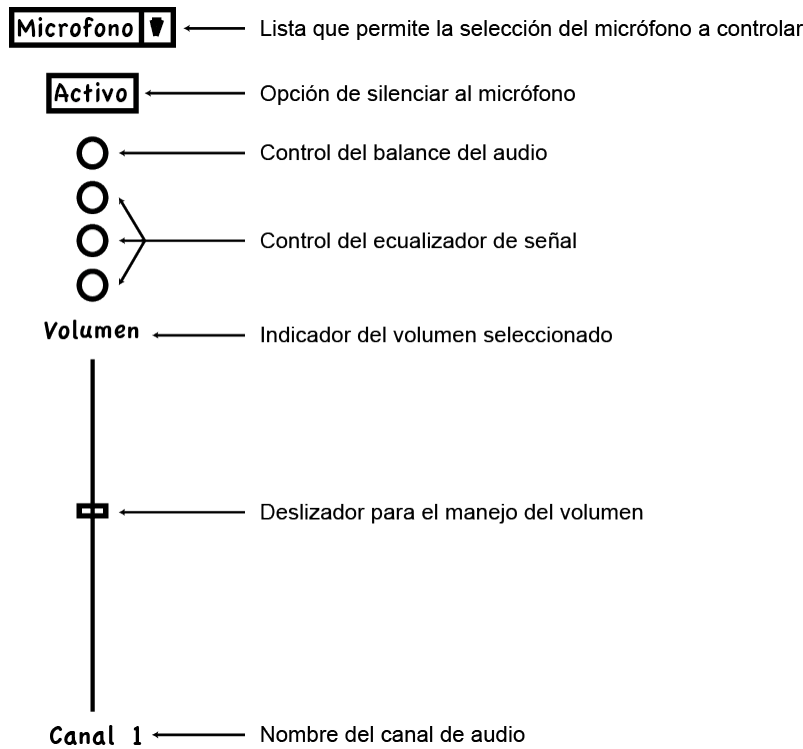 Microfono Lista que permite la selección del micrófono a controlar
Activo Opción de silenciar al micrófono
Control del balance del audio
Control del ecualizador de señal
Volumen Indicador del volumen seleccionado
Deslizador para el manejo del volumen
Canal 1 Nombre del canal de audio